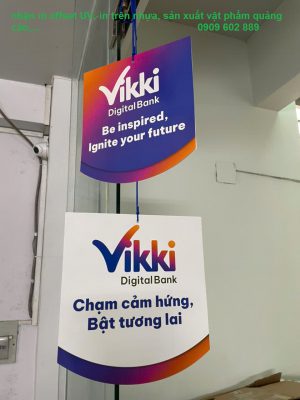 nhận in offset UV, in trên nhựa, sản xuất vật phẩm quảng
cáo,... 0909 602 889
Vikki
Digital Bank
Be inspired,
Ignite your future
Vikki
Digital Bank
Chạm cảm hứng,
Bật tương lai